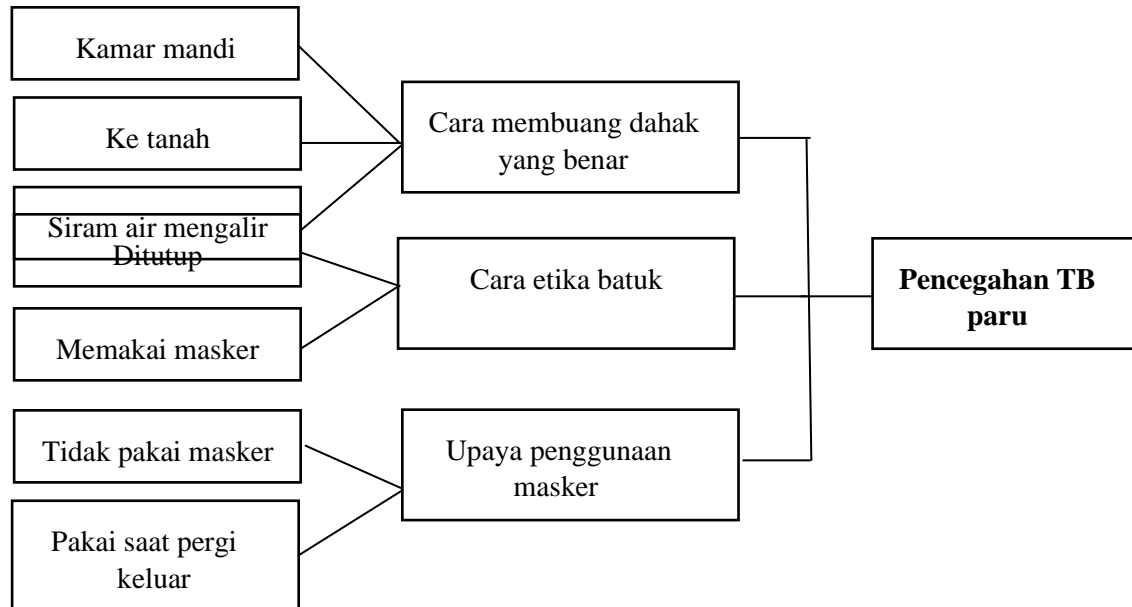 Kamar mandi
Ke tanah
Siram air mengalir
Ditutup
Memakai masker
Tidak pakai masker
Pakai saat pergi
keluar
Cara membuang dahak
yang benar
Cara etika batuk
Upaya penggunaan
masker
Pencegahan TB
paru